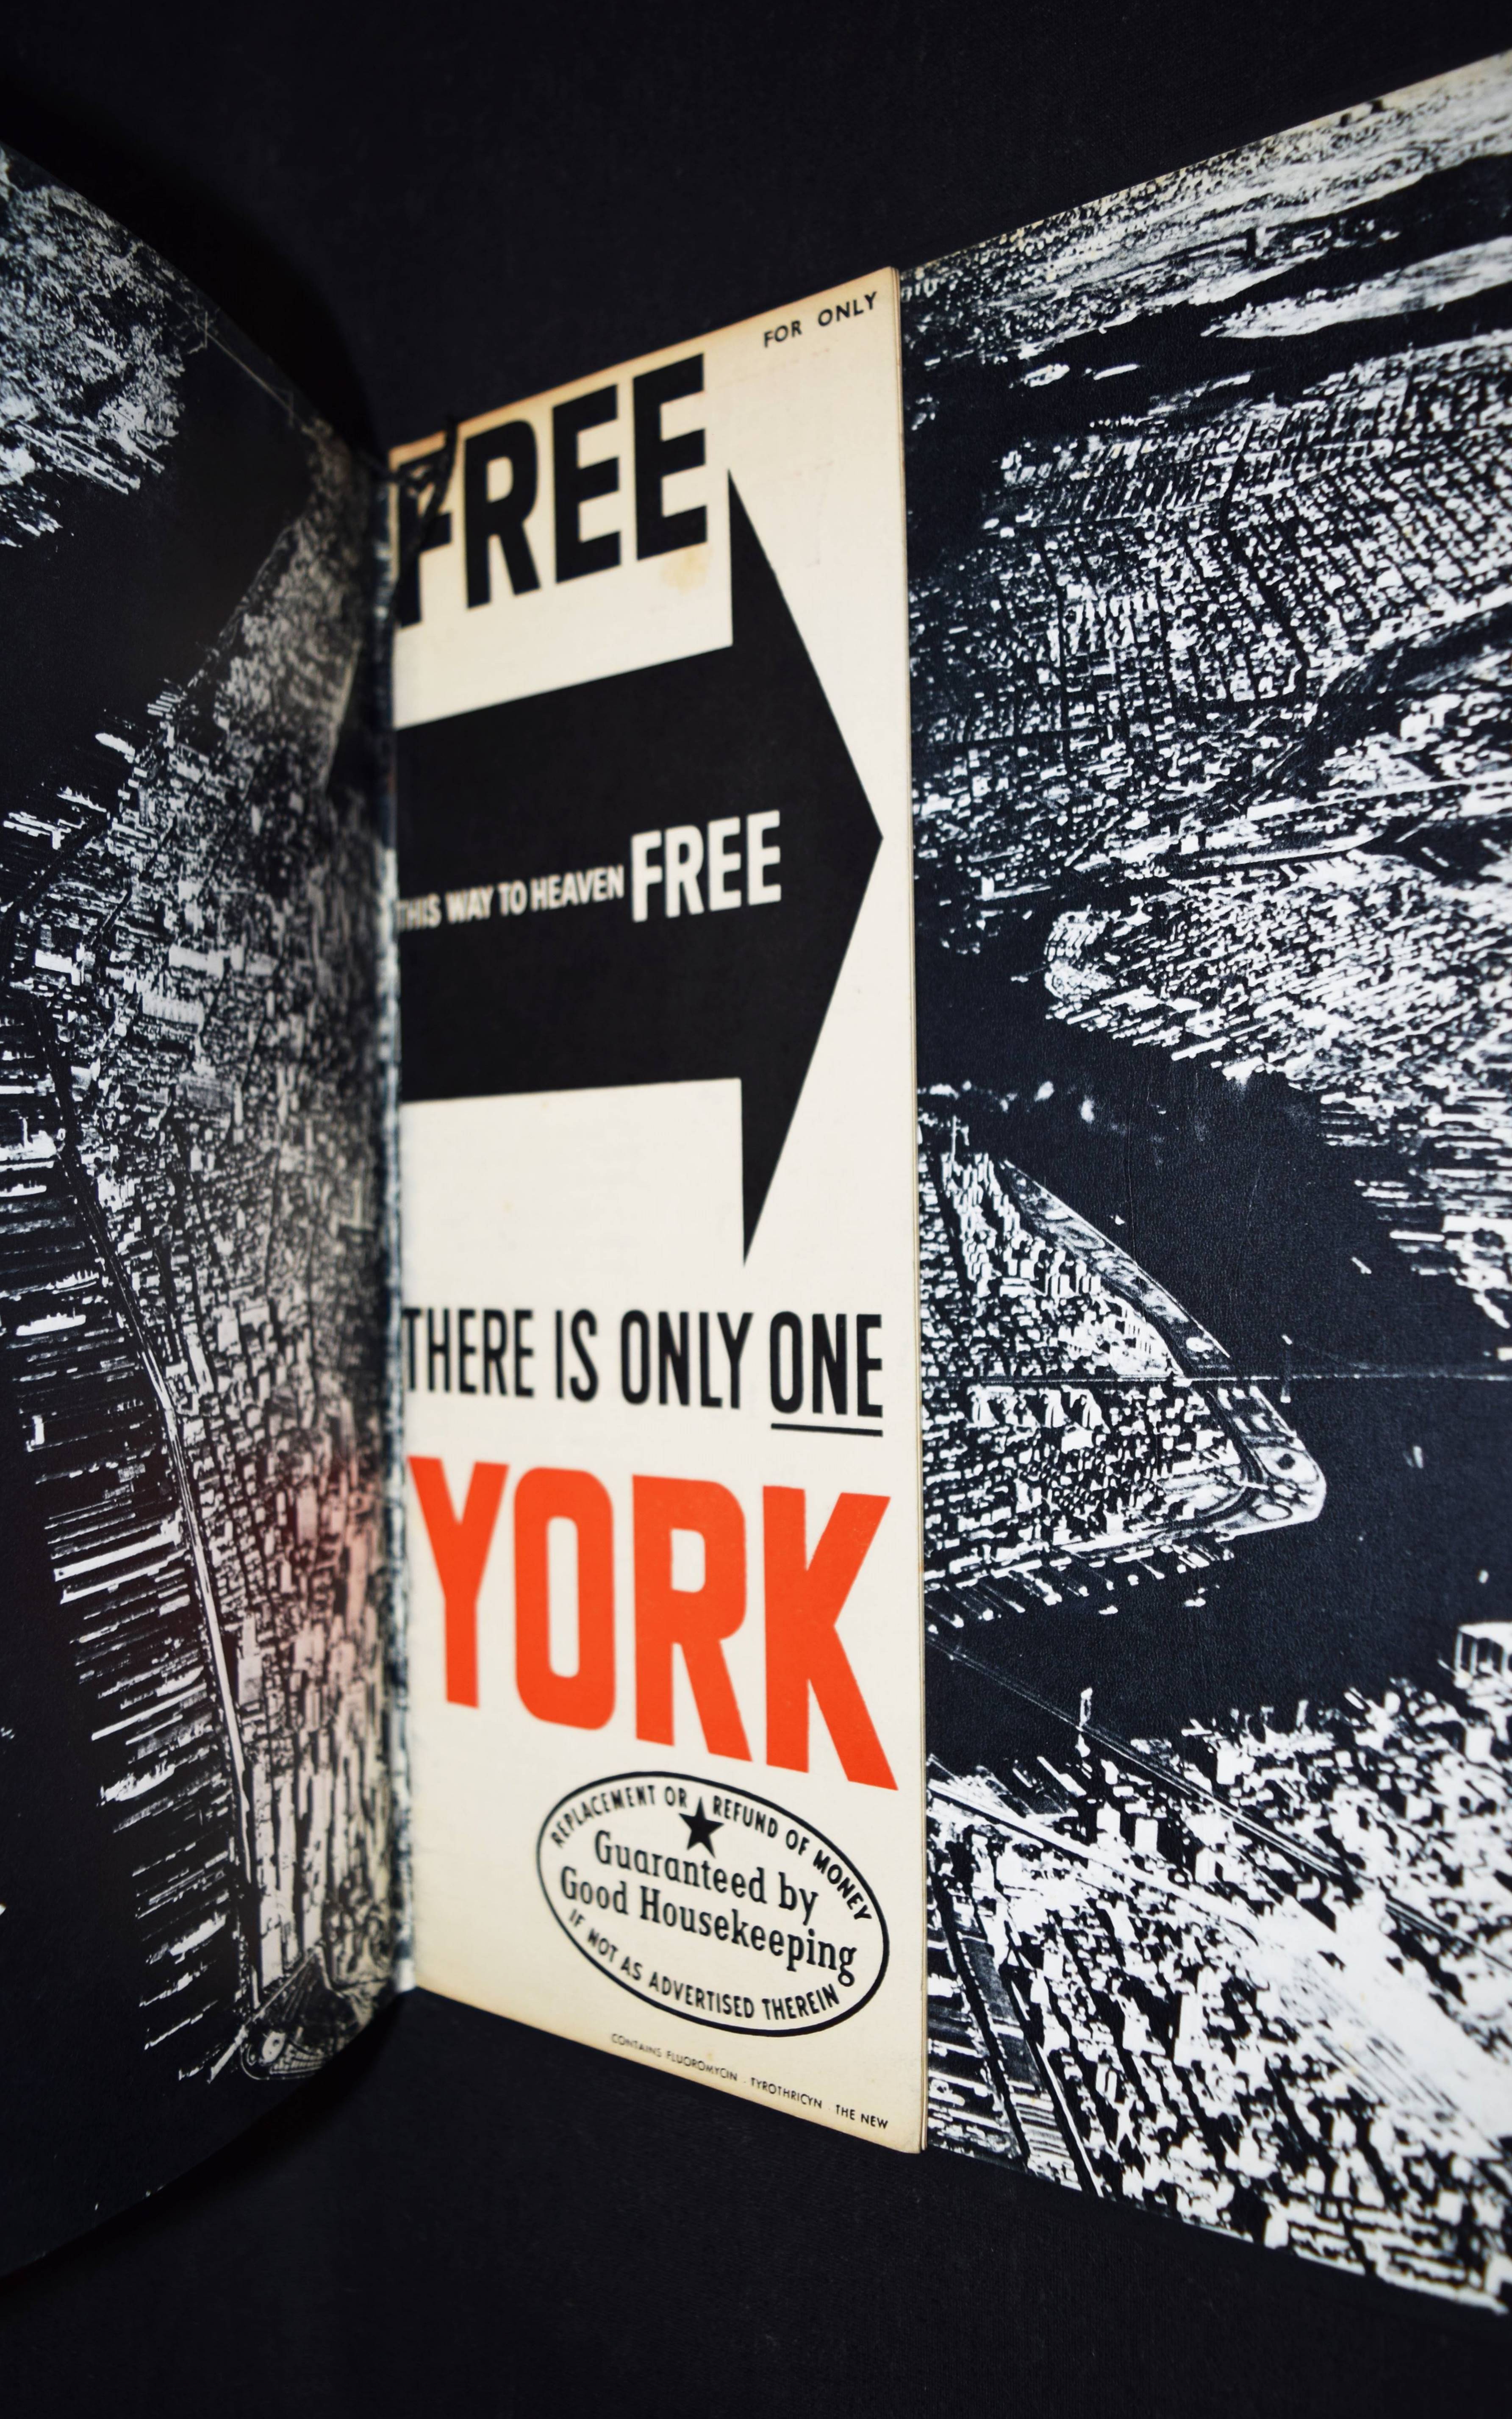 FOR ONLY
FREE
THIS WAY TO HEAVEN FREE
THERE IS ONLY ONE
YORK
REPLACEMENT OR REFUND OF MONEY
Guaranteed by
Good Housekeeping
IF NOT AS ADVERTISED THEREIN
CONTAINS FLUOROMYCIN · TYROTHRICYN · THE NEW